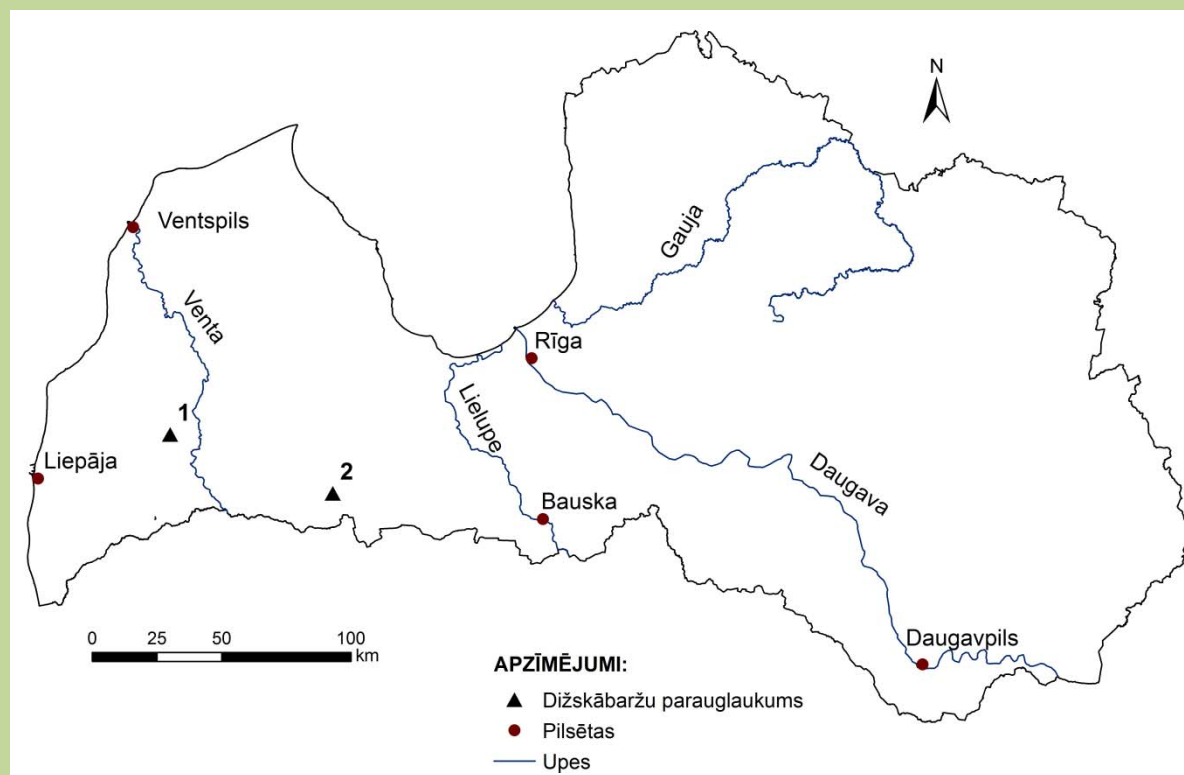 N
Ventspils
Venta
Gauja
Rīga
1
Liepāja
2
Lielupe
Bauska
Daugava
Daugavpils
0 25 50 100
km
APZĪMĒJUMI:
Dižskābaržu parauglaukums
Pilsētas
Upes